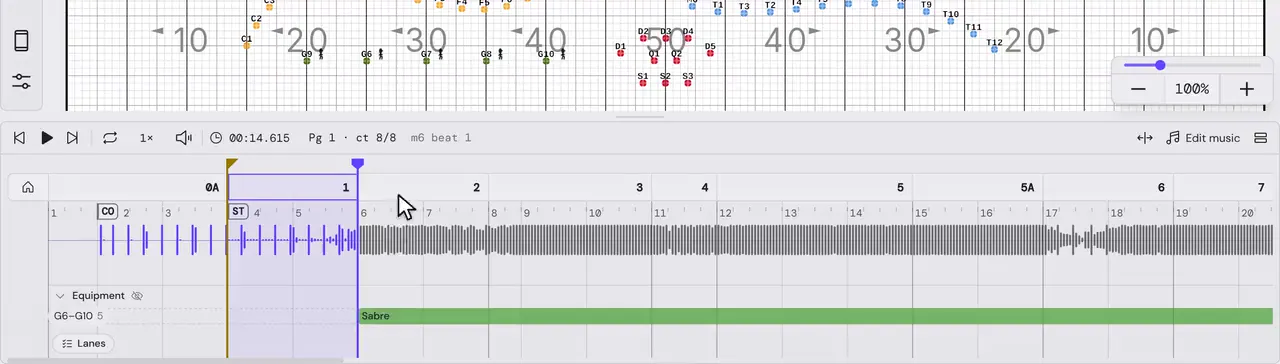 C3
F4 F5
T1 T3 T2 T4 T9
C2 T10
C1 10 20 30 40 50 40 30 20 10
D2 D3 D4 T11
D1 D5 T12
G9 G6 G7 G8 G10 Q1 Q2
S1 S2 S3
100%
1×
00:14.615
Pg 1 · ct 8/8
m6 beat 1
Edit music
0A 1 2 3 4 5 5A 6 7
1 CO 2 3 ST 4 5 6 7 8 9 10 11 12 13 14 15 16 17 18 19 20
Equipment
G6–G10 5
Sabre
Lanes